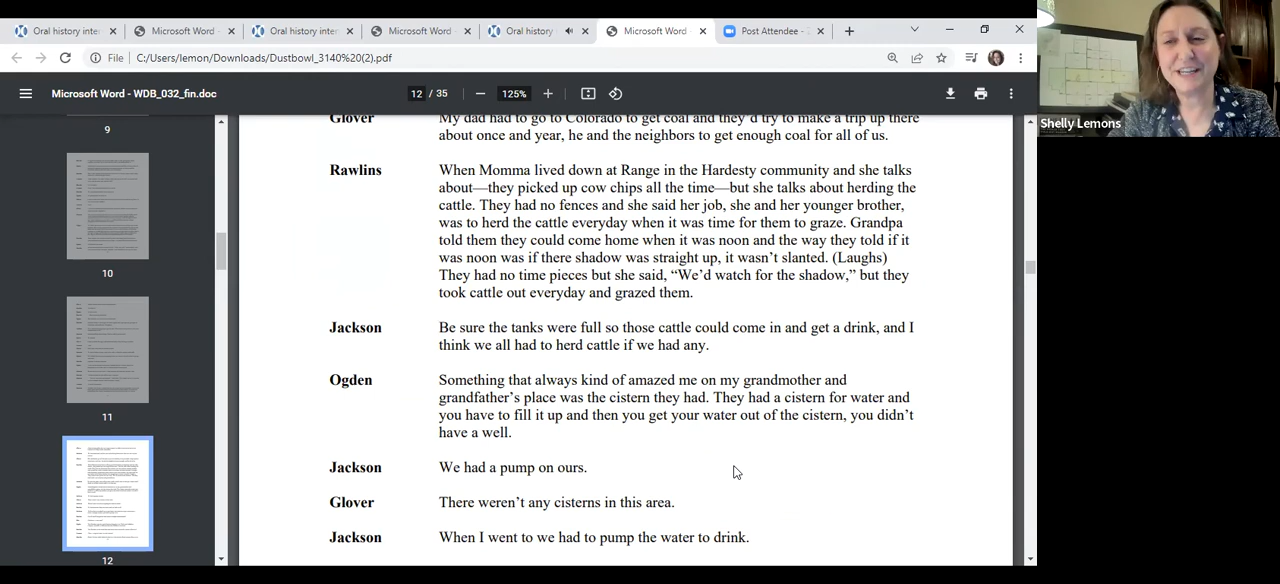 Oral history inte
Microsoft Word -
Oral history inte
Microsoft Word
Oral history
Microsoft Word
Post Attendee -
File C:/Users/lemon/Downloads/Dustbowl_3140%20(2).pdf
Microsoft Word - WDB_032_fin.doc 12 / 35 125%
Shelly Lemons
9
10
11
12
Glover My dad had to go to Colorado to get coal and they'd try to make a trip up there
about once and year, he and the neighbors to get enough coal for all of us.
Rawlins When Momma lived down at Range in the Hardesty community and she talks
about—they picked up cow chips all the time—but she talks about herding the
cattle. They had no fences and she said her job, she and her younger brother,
was to herd the cattle everyday when it was time for them to graze. Grandpa
told them they could come home when it was noon and the way they told if it
was noon was if there shadow was straight up, it wasn't slanted. (Laughs)
They had no time pieces but she said, “We'd watch for the shadow,” but they
took cattle out everyday and grazed them.
Jackson Be sure the tanks were full so those cattle could come in and get a drink, and I
think we all had to herd cattle if we had any.
Ogden Something that always kind of amazed me on my grandmother and
grandfather's place was the cistern they had. They had a cistern for water and
you have to fill it up and then you get your water out of the cistern, you didn't
have a well.
Jackson We had a pump on ours.
Glover There weren't any cisterns in this area.
Jackson When I went to we had to pump the water to drink.